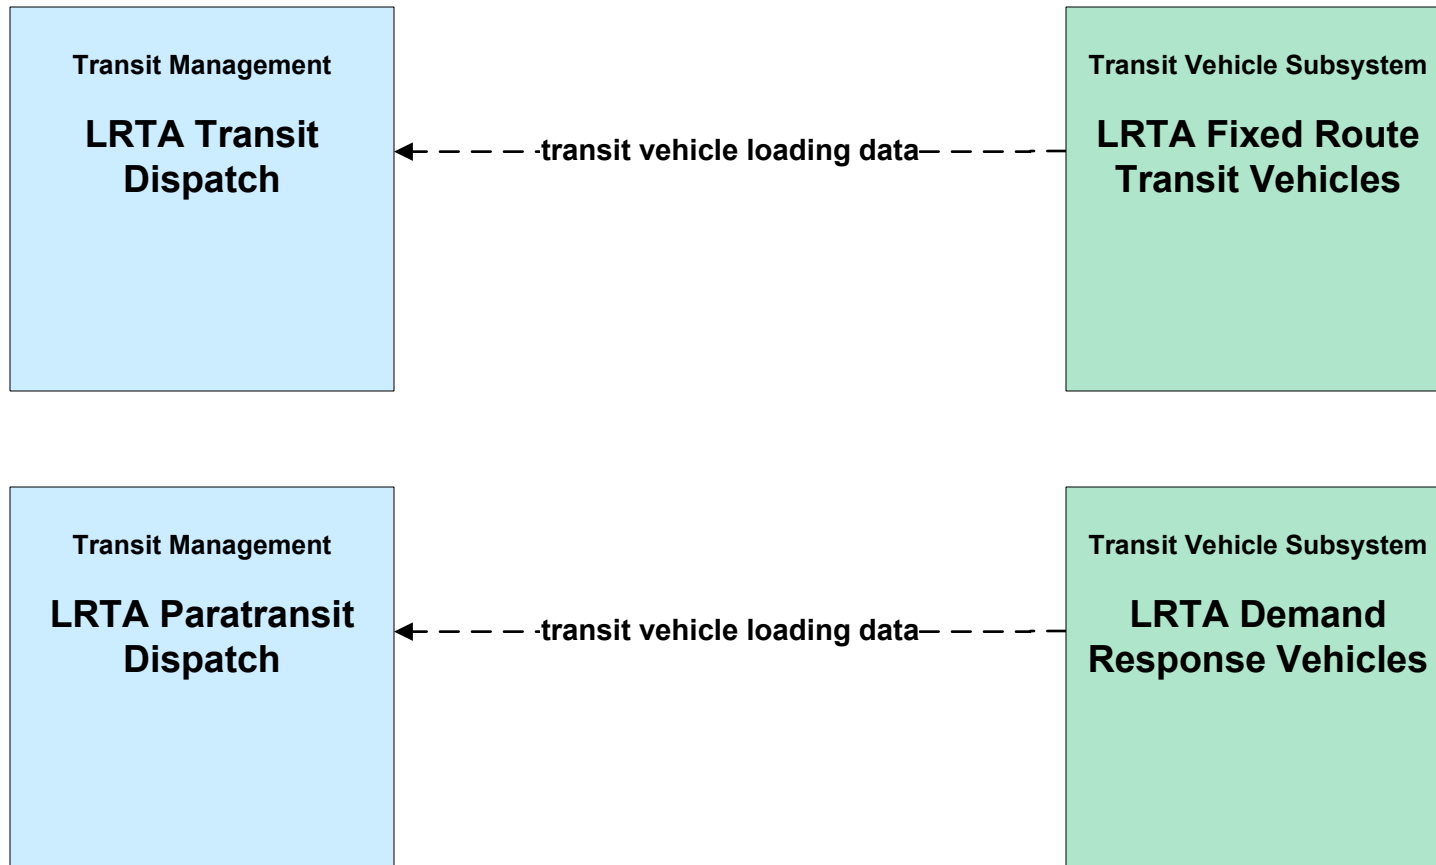 Transit Management
LRTA Transit
Dispatch
transit vehicle loading data
Transit Vehicle Subsystem
LRTA Fixed Route
Transit Vehicles
Transit Management
LRTA Paratransit
Dispatch
transit vehicle loading data
Transit Vehicle Subsystem
LRTA Demand
Response Vehicles